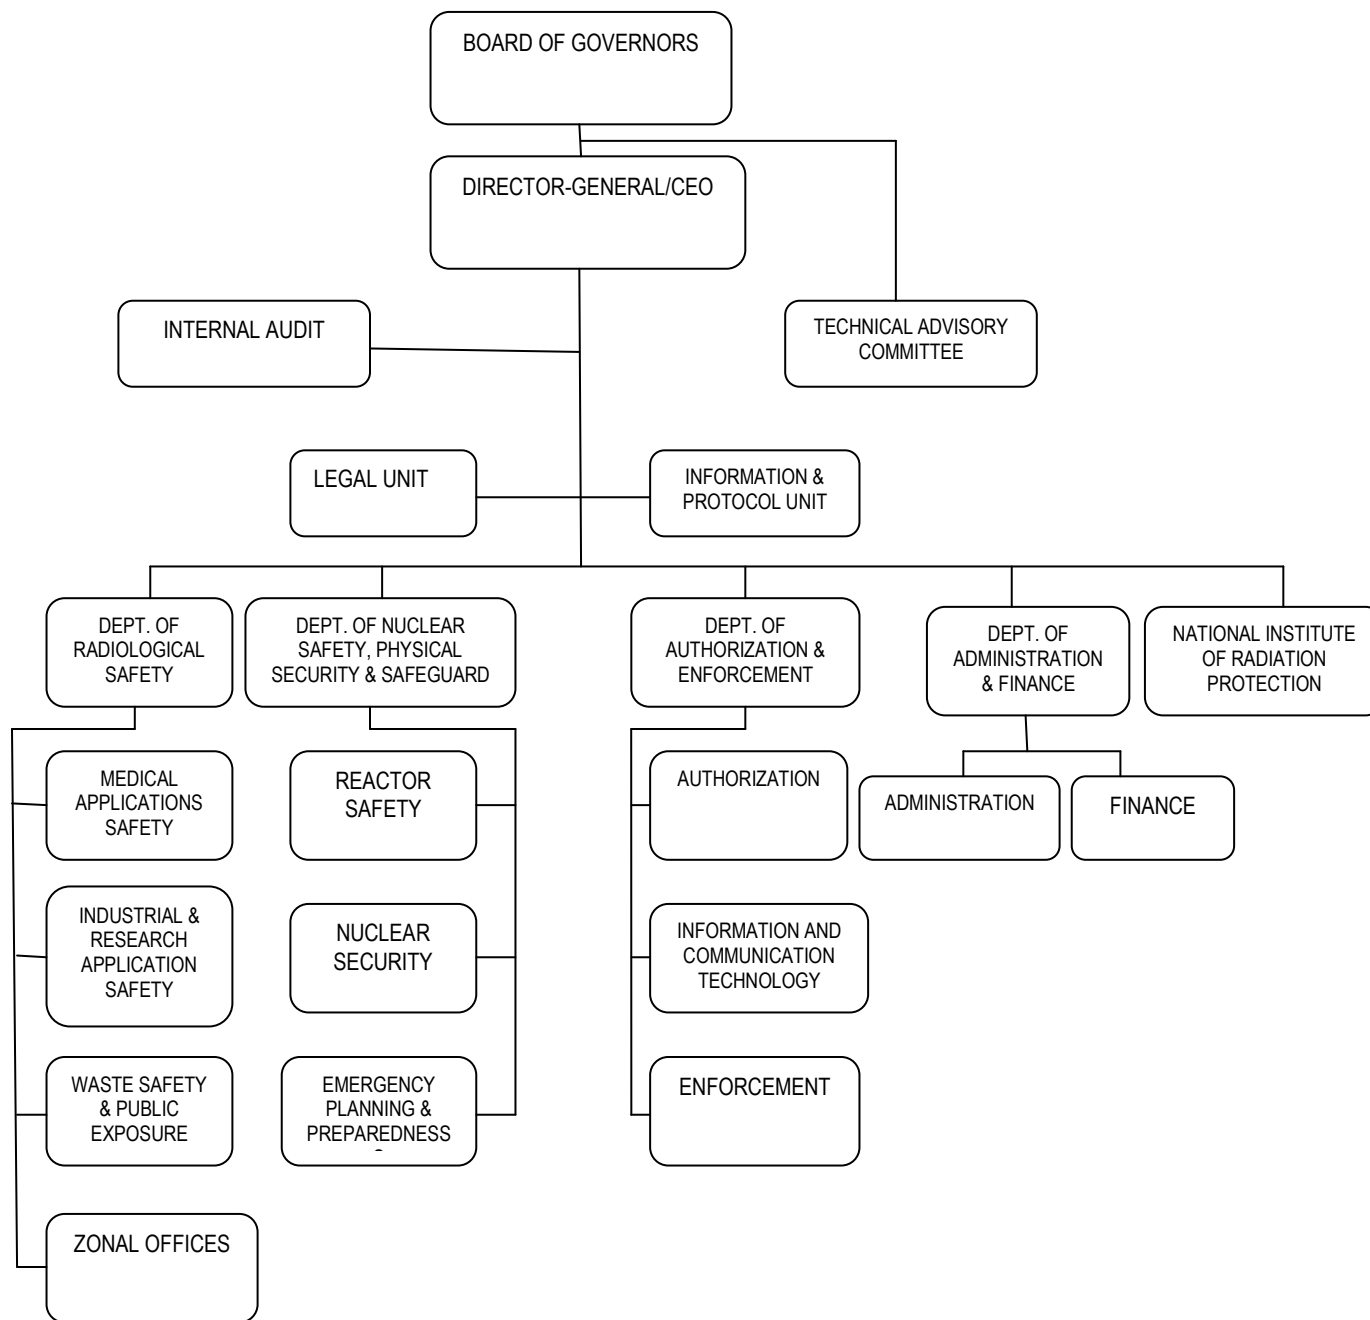 BOARD OF GOVERNORS
DIRECTOR-GENERAL/CEO
INTERNAL AUDIT
TECHNICAL ADVISORY
COMMITTEE
LEGAL UNIT
INFORMATION &
PROTOCOL UNIT
DEPT. OF
RADIOLOGICAL
SAFETY
DEPT. OF NUCLEAR
SAFETY, PHYSICAL
SECURITY & SAFEGUARD
DEPT. OF
AUTHORIZATION &
ENFORCEMENT
DEPT. OF
ADMINISTRATION
& FINANCE
NATIONAL INSTITUTE
OF RADIATION
PROTECTION
MEDICAL
APPLICATIONS
SAFETY
REACTOR
SAFETY
AUTHORIZATION
ADMINISTRATION
FINANCE
INDUSTRIAL &
RESEARCH
APPLICATION
SAFETY
NUCLEAR
SECURITY
INFORMATION AND
COMMUNICATION
TECHNOLOGY
WASTE SAFETY
& PUBLIC
EXPOSURE
EMERGENCY
PLANNING &
PREPAREDNESS
ENFORCEMENT
ZONAL OFFICES